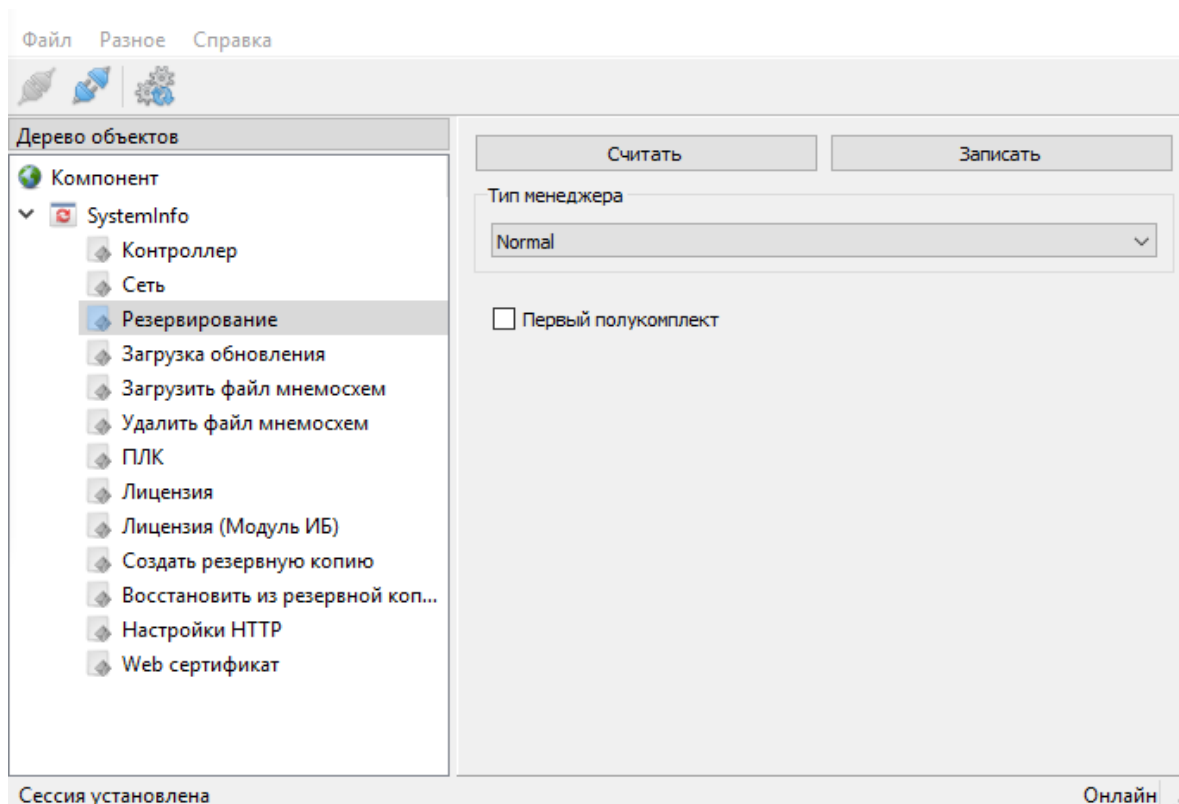 Файл Разное Справка
Дерево объектов
Считать Записать
Компонент
Тип менеджера
SystemInfo
Normal
Контроллер
Сеть
Резервирование
Первый полукомплект
Загрузка обновления
Загрузить файл мнемосхем
Удалить файл мнемосхем
ПЛК
Лицензия
Лицензия (Модуль ИБ)
Создать резервную копию
Восстановить из резервной коп...
Настройки HTTP
Web сертификат
Сессия установлена Онлайн